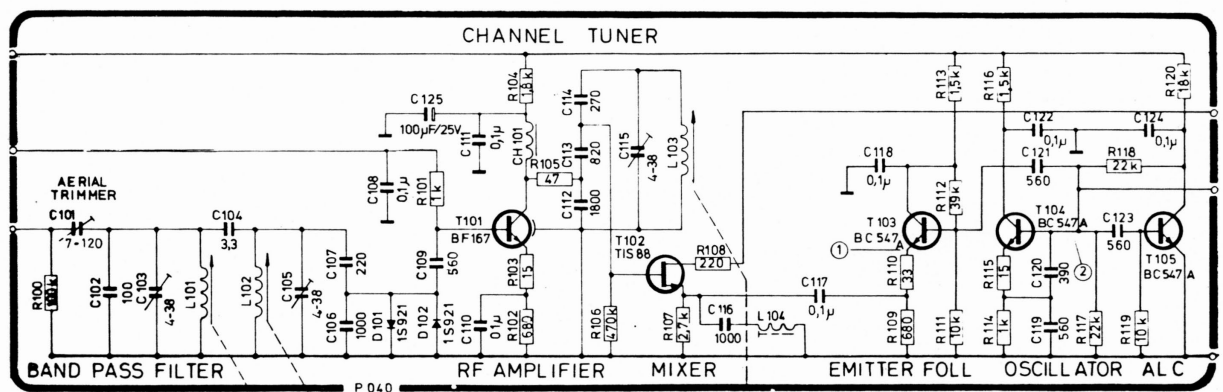 CHANNEL TUNER
R104
1,8k
C125
100µF/25V
C111
0,1µ
CH101
C114
270
C113
820
R105
47
C112
1800
C115
4-38
L103
R113
1,5k
R116
1,5k
R120
18k
C122
0,1µ
C124
0,1µ
C118
0,1µ
R112
39k
C121
560
R118
22k
AERIAL
TRIMMER
C101
7-120
C104
3,3
C108
0,1µ
R101
1k
T101
BF167
T102
TIS88
R108
220
T103
BC547A
1
R110
33
T104
BC547A
2
C123
560
T105
BC547A
R100
100k
C102
100
C103
4-38
L101
L102
C105
4-38
C107
220
C106
1000
C109
560
D101
1S921
D102
1S921
C110
0,1µ
R103
15
R102
680
R106
470k
R107
2,7k
C116
1000
L104
C117
0,1µ
R109
680
R111
10k
R115
15
R114
1k
C120
390
C119
560
R117
22k
R119
10k
BAND PASS FILTER
RF AMPLIFIER
MIXER
EMITTER FOLL
OSCILLATOR
ALC
P040